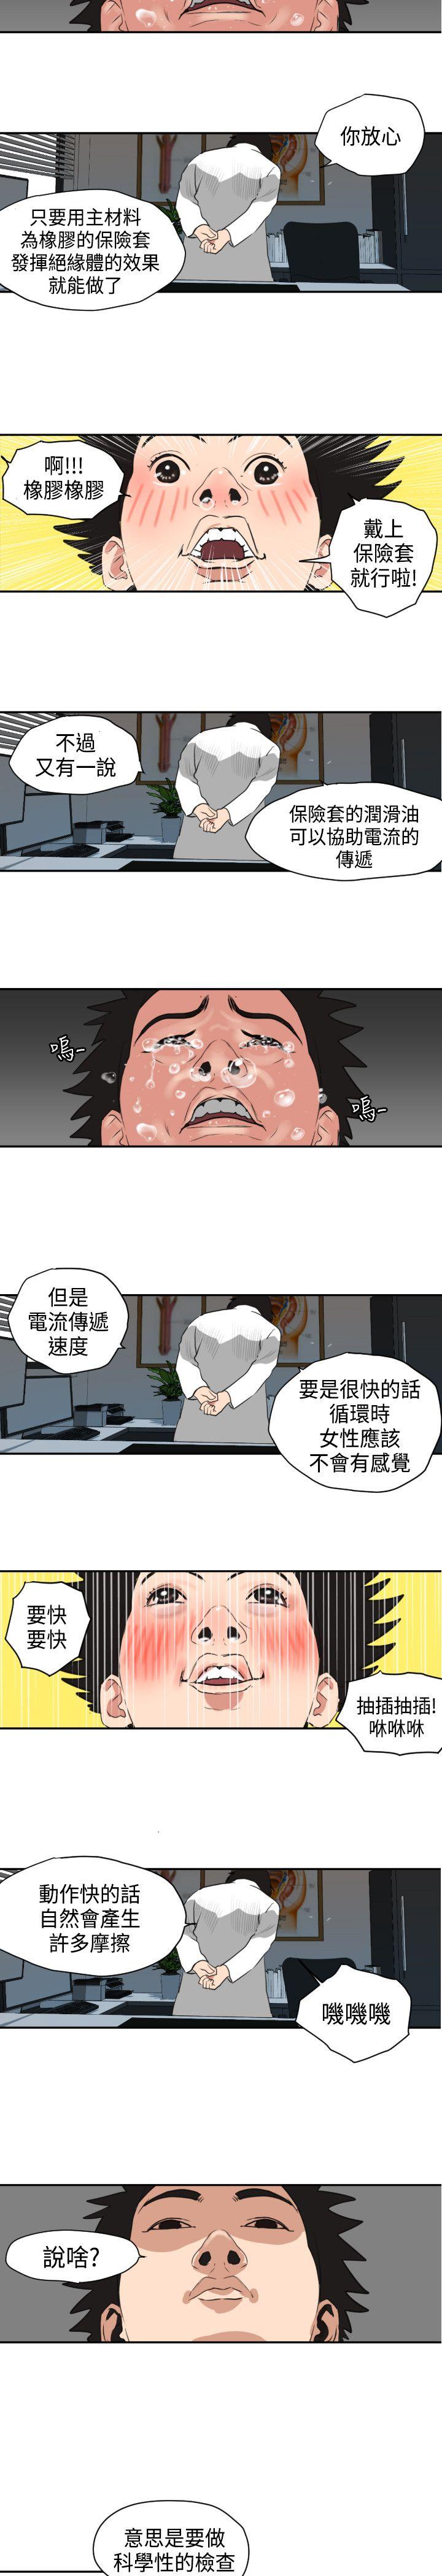 你放心
只要用主材料
為橡膠的保險套
發揮絕緣體的效果
就能做了
啊!!!
橡膠橡膠
戴上
保險套
就行啦!
不過
又有一說
保險套的潤滑油
可以協助電流的
傳遞
嗚~
嗚~
但是
電流傳遞
速度
要是很快的話
循環時
女性應該
不會有感覺
要快
要快
抽插抽插!
咻咻咻
動作快的話
自然會產生
許多摩擦
嘰嘰嘰
說啥?
意思是要做
科學性的檢查